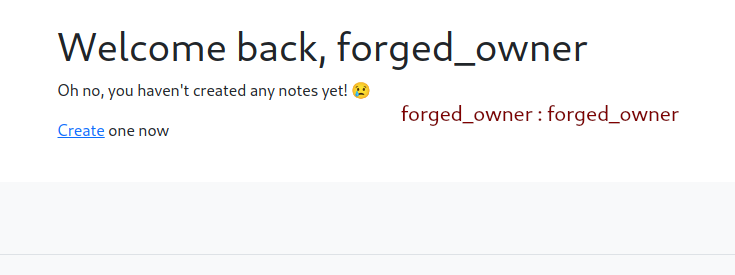 Welcome back, forged_owner
Oh no, you haven't created any notes yet! 😢
forged_owner : forged_owner
Create one now